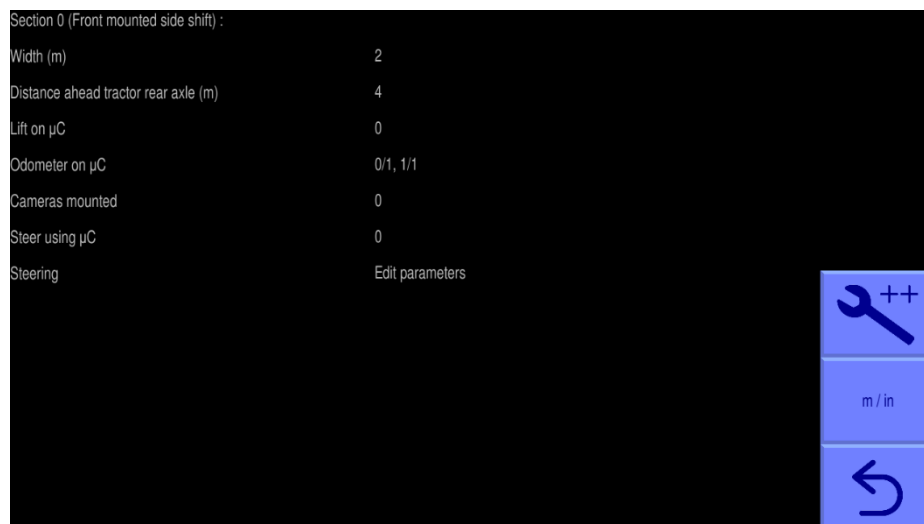 Section 0 (Front mounted side shift) :
Width (m) 2
Distance ahead tractor rear axle (m) 4
Lift on µC 0
Odometer on µC 0/1, 1/1
Cameras mounted 0
Steer using µC 0
Steering Edit parameters
++
m / in